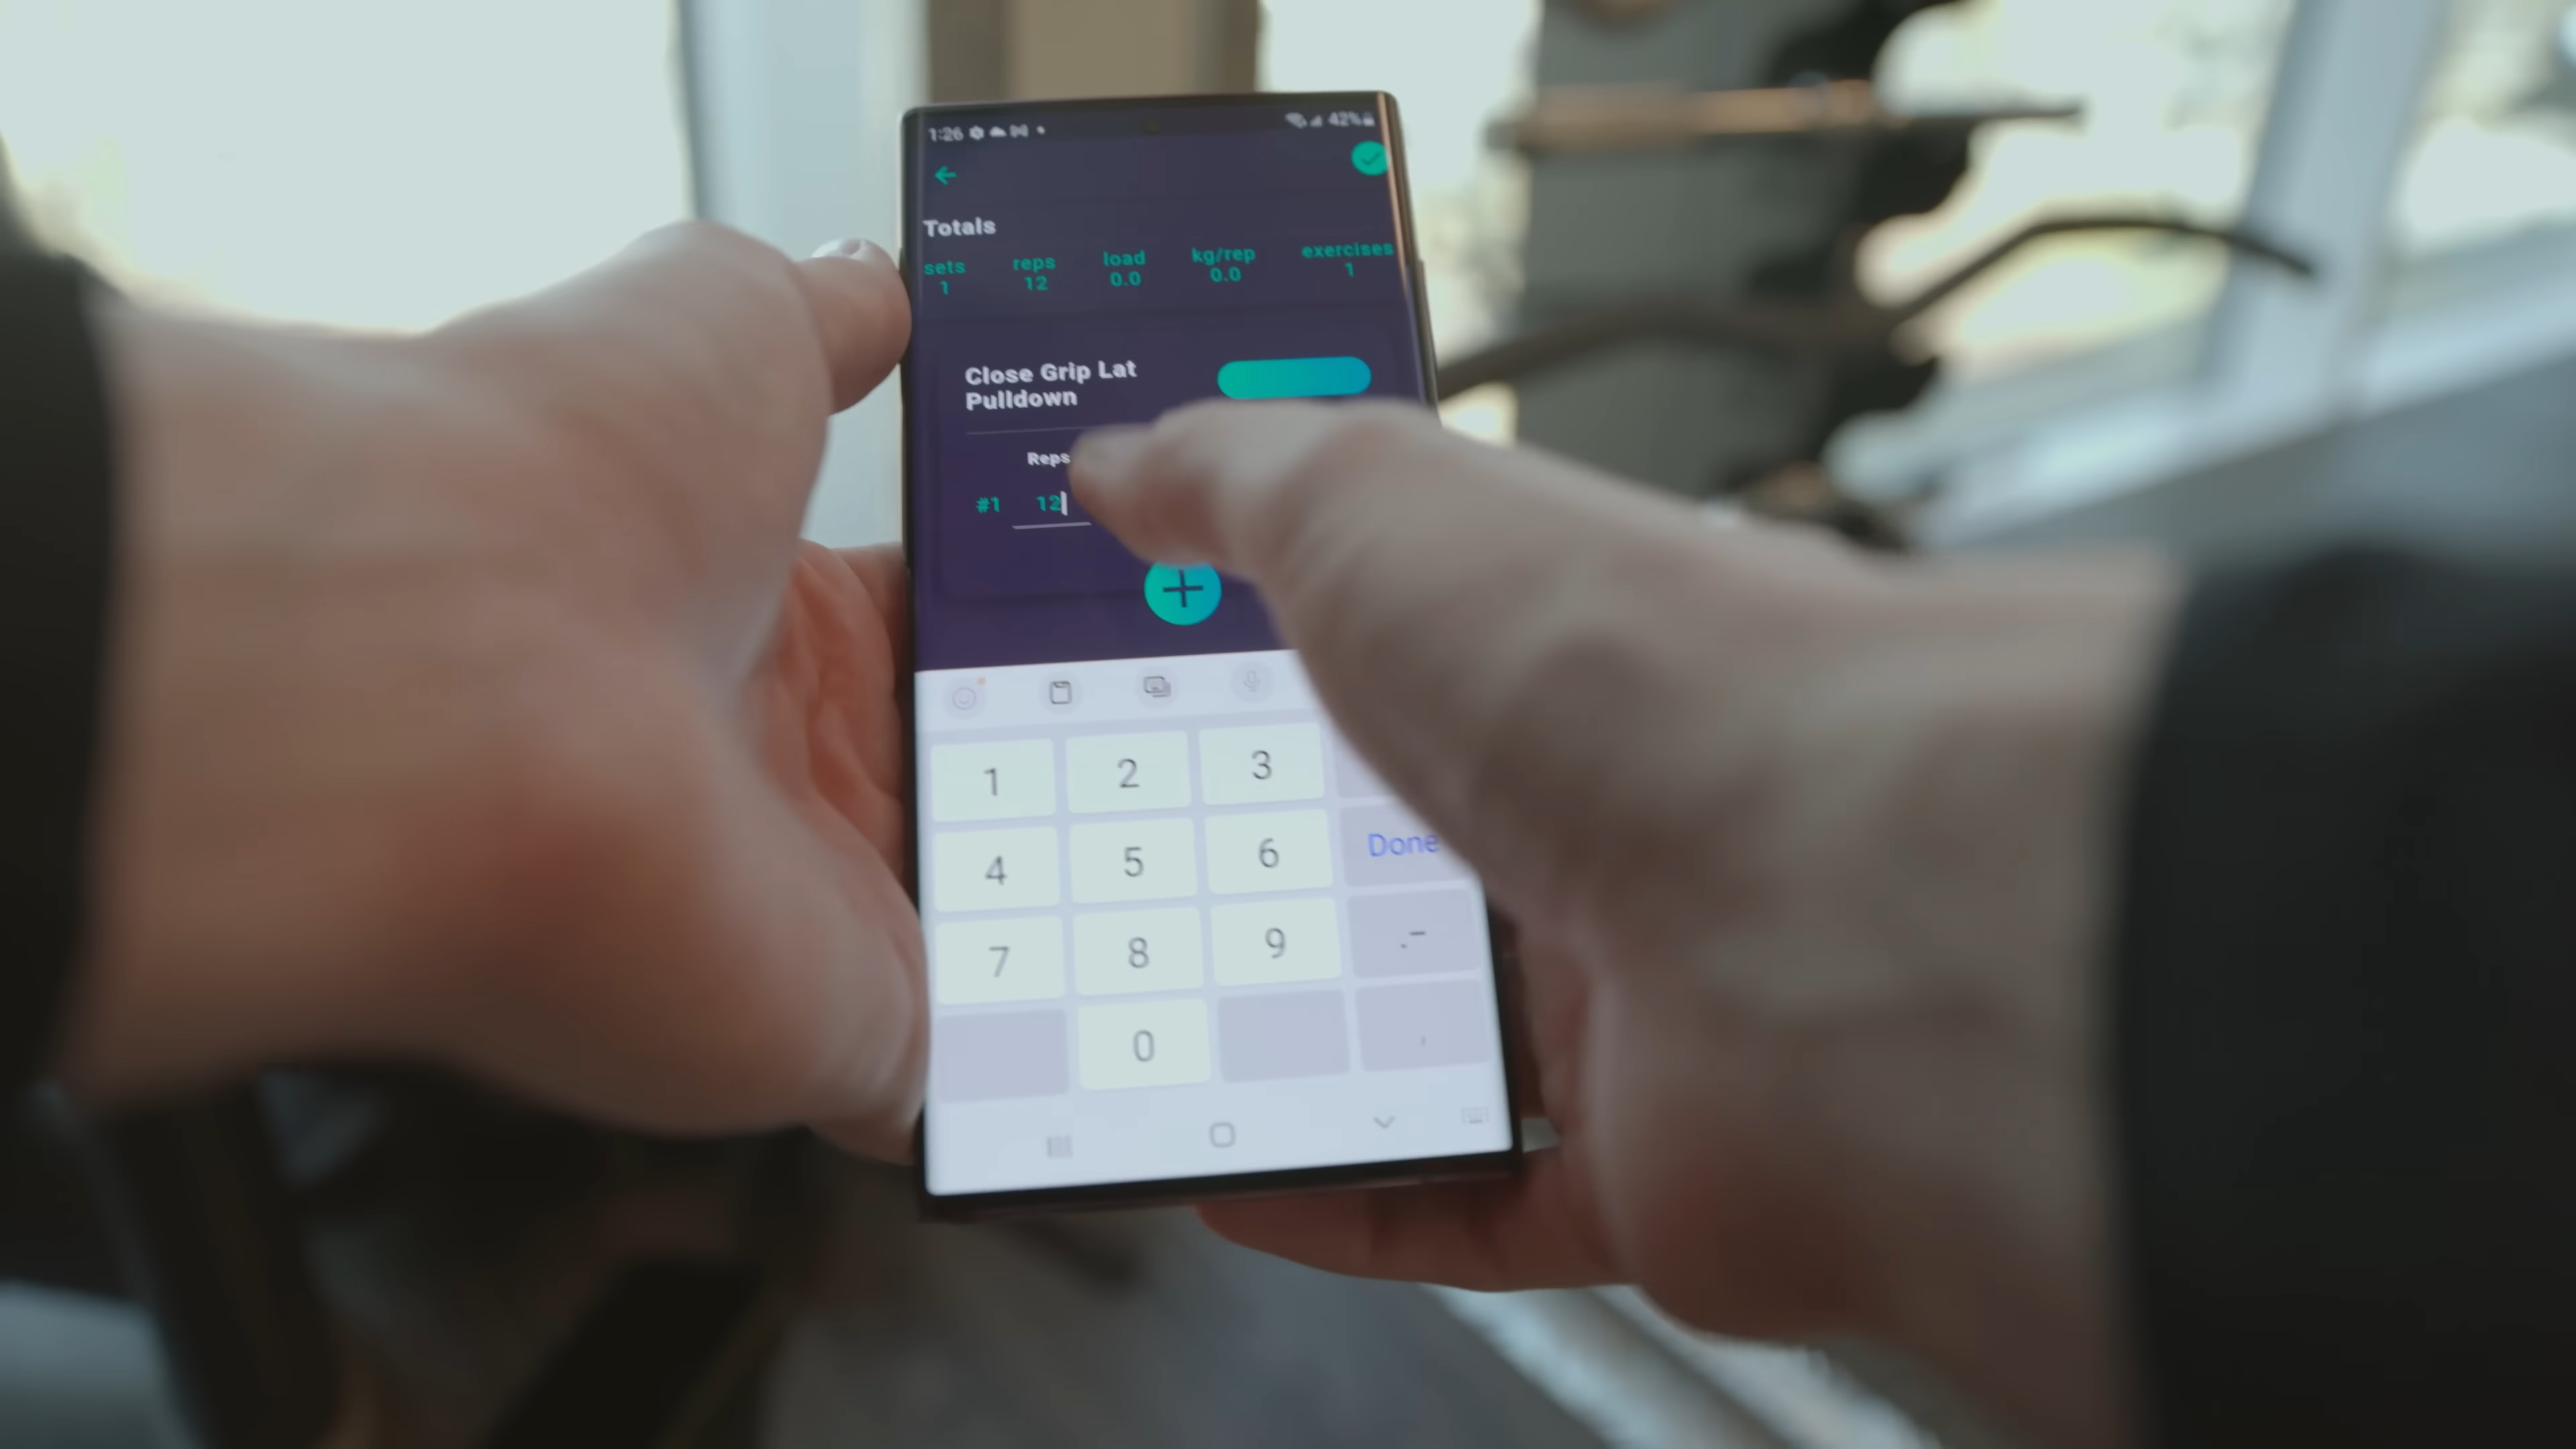 1:26
42%
Totals
sets reps load kg/rep exercises
1 12 0.0 0.0 1
Close Grip Lat
Pulldown
Reps
#1 12
1 2 3
4 5 6 Done
7 8 9 .-
0 ,